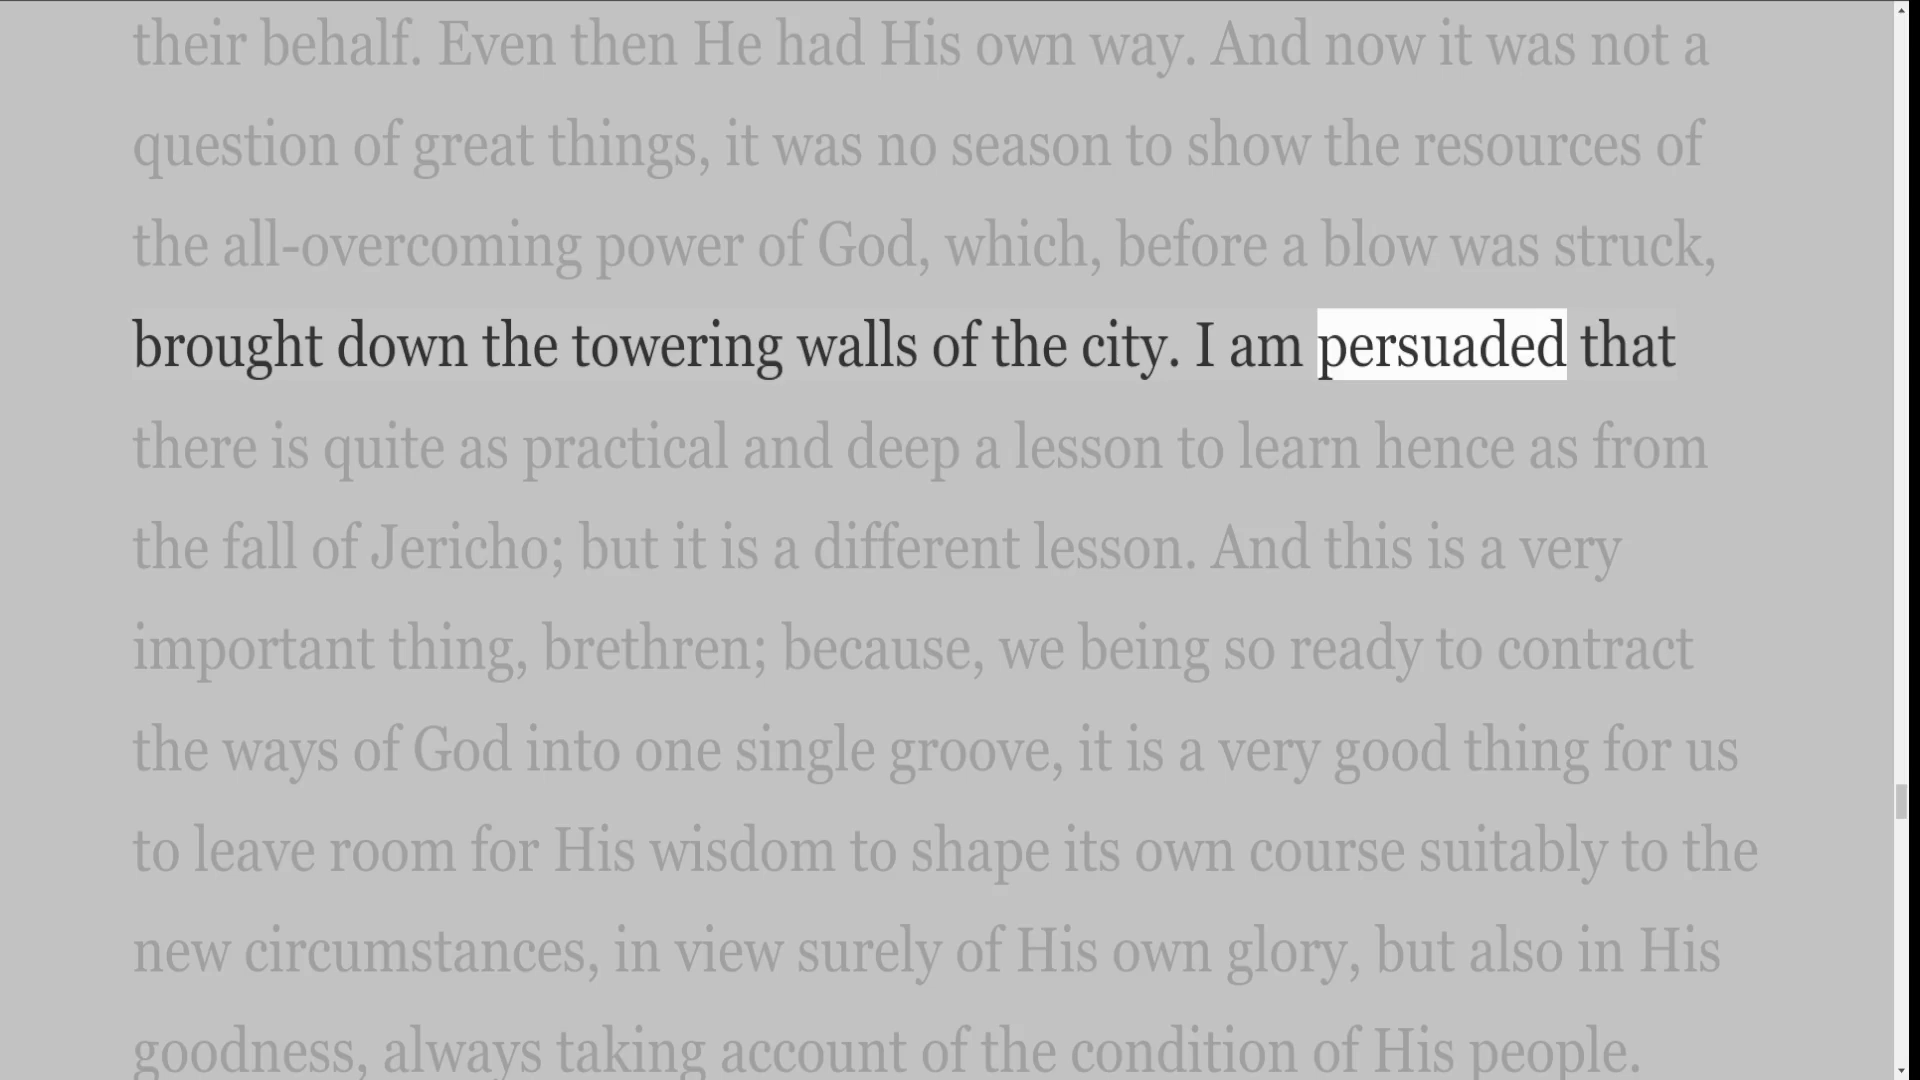 their behalf. Even then He had His own way. And now it was not a
question of great things, it was no season to show the resources of
the all-overcoming power of God, which, before a blow was struck,
brought down the towering walls of the city. I am persuaded that
there is quite as practical and deep a lesson to learn hence as from
the fall of Jericho; but it is a different lesson. And this is a very
important thing, brethren; because, we being so ready to contract
the ways of God into one single groove, it is a very good thing for us
to leave room for His wisdom to shape its own course suitably to the
new circumstances, in view surely of His own glory, but also in His
goodness, always taking account of the condition of His people.